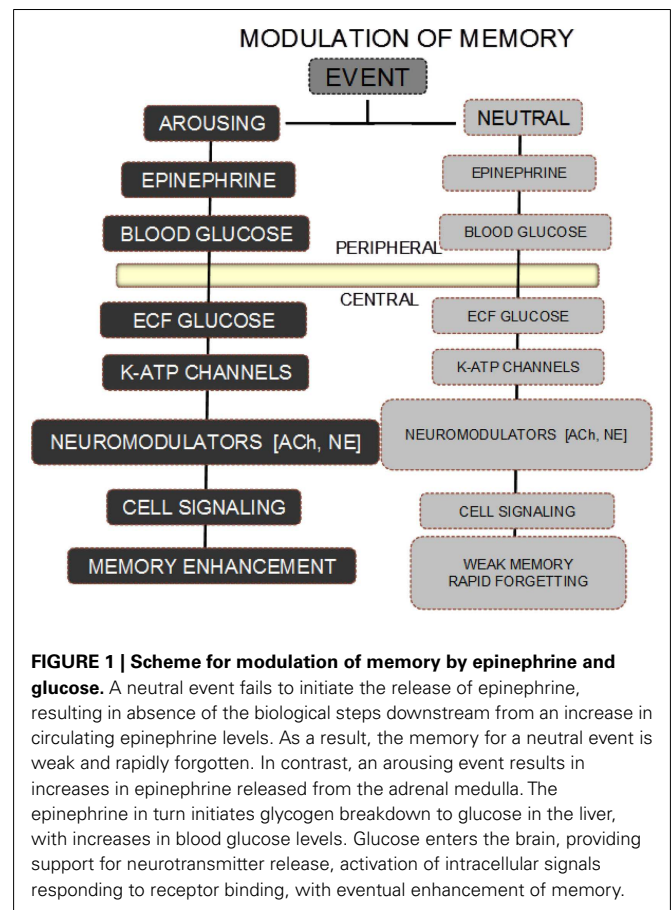 MODULATION OF MEMORY
EVENT
AROUSING
NEUTRAL
EPINEPHRINE
EPINEPHRINE
BLOOD GLUCOSE
BLOOD GLUCOSE
PERIPHERAL
CENTRAL
ECF GLUCOSE
ECF GLUCOSE
K-ATP CHANNELS
K-ATP CHANNELS
NEUROMODULATORS [ACh, NE]
NEUROMODULATORS [ACh, NE]
CELL SIGNALING
CELL SIGNALING
MEMORY ENHANCEMENT
WEAK MEMORY
RAPID FORGETTING
FIGURE 1 | Scheme for modulation of memory by epinephrine and
glucose. A neutral event fails to initiate the release of epinephrine,
resulting in absence of the biological steps downstream from an increase in
circulating epinephrine levels. As a result, the memory for a neutral event is
weak and rapidly forgotten. In contrast, an arousing event results in
increases in epinephrine released from the adrenal medulla. The
epinephrine in turn initiates glycogen breakdown to glucose in the liver,
with increases in blood glucose levels. Glucose enters the brain, providing
support for neurotransmitter release, activation of intracellular signals
responding to receptor binding, with eventual enhancement of memory.